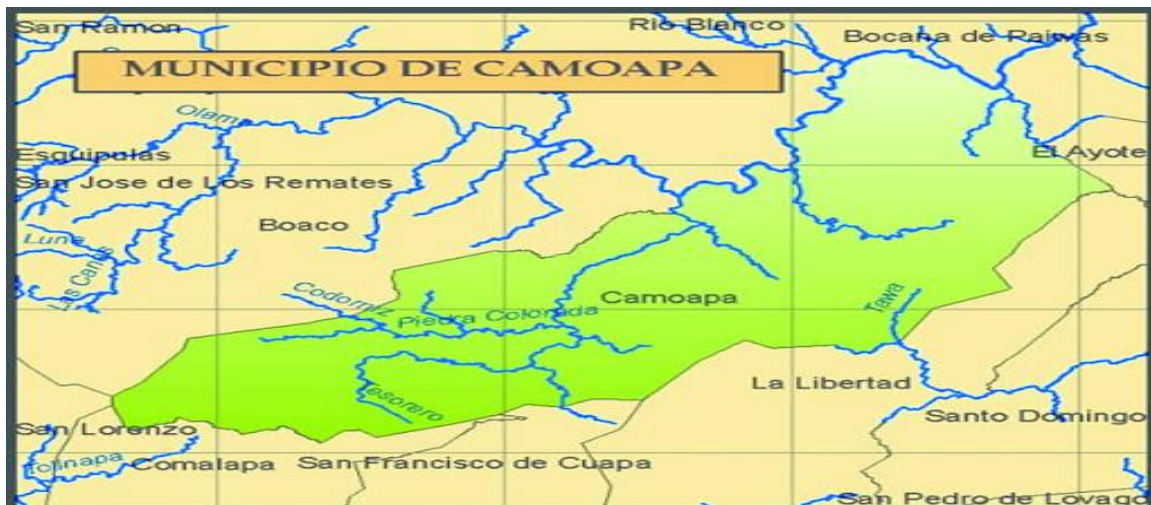 San Ramon
Rio Blanco
Bocana de Paiwas
MUNICIPIO DE CAMOAPA
Olama
Esquipulas
El Ayote
San Jose de Los Remates
Boaco
Luna
Las Canas
Codorniz
Camoapa
Tawa
Piedra Colorada
La Libertad
Tesorero
Santo Domingo
San Lorenzo
Tolinapa
Comalapa
San Francisco de Cuapa
San Pedro de Lovago